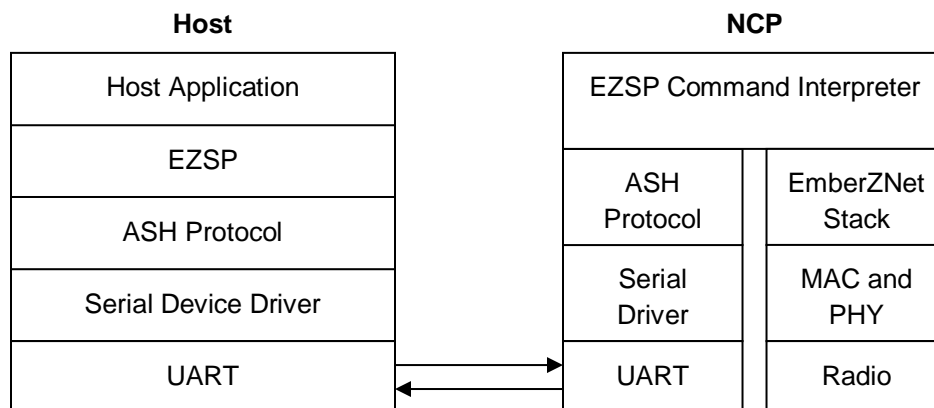 Host
Host Application
EZSP
ASH Protocol
Serial Device Driver
UART
NCP
EZSP Command Interpreter
ASH
Protocol
Serial
Driver
UART
EmberZNet
Stack
MAC and
PHY
Radio